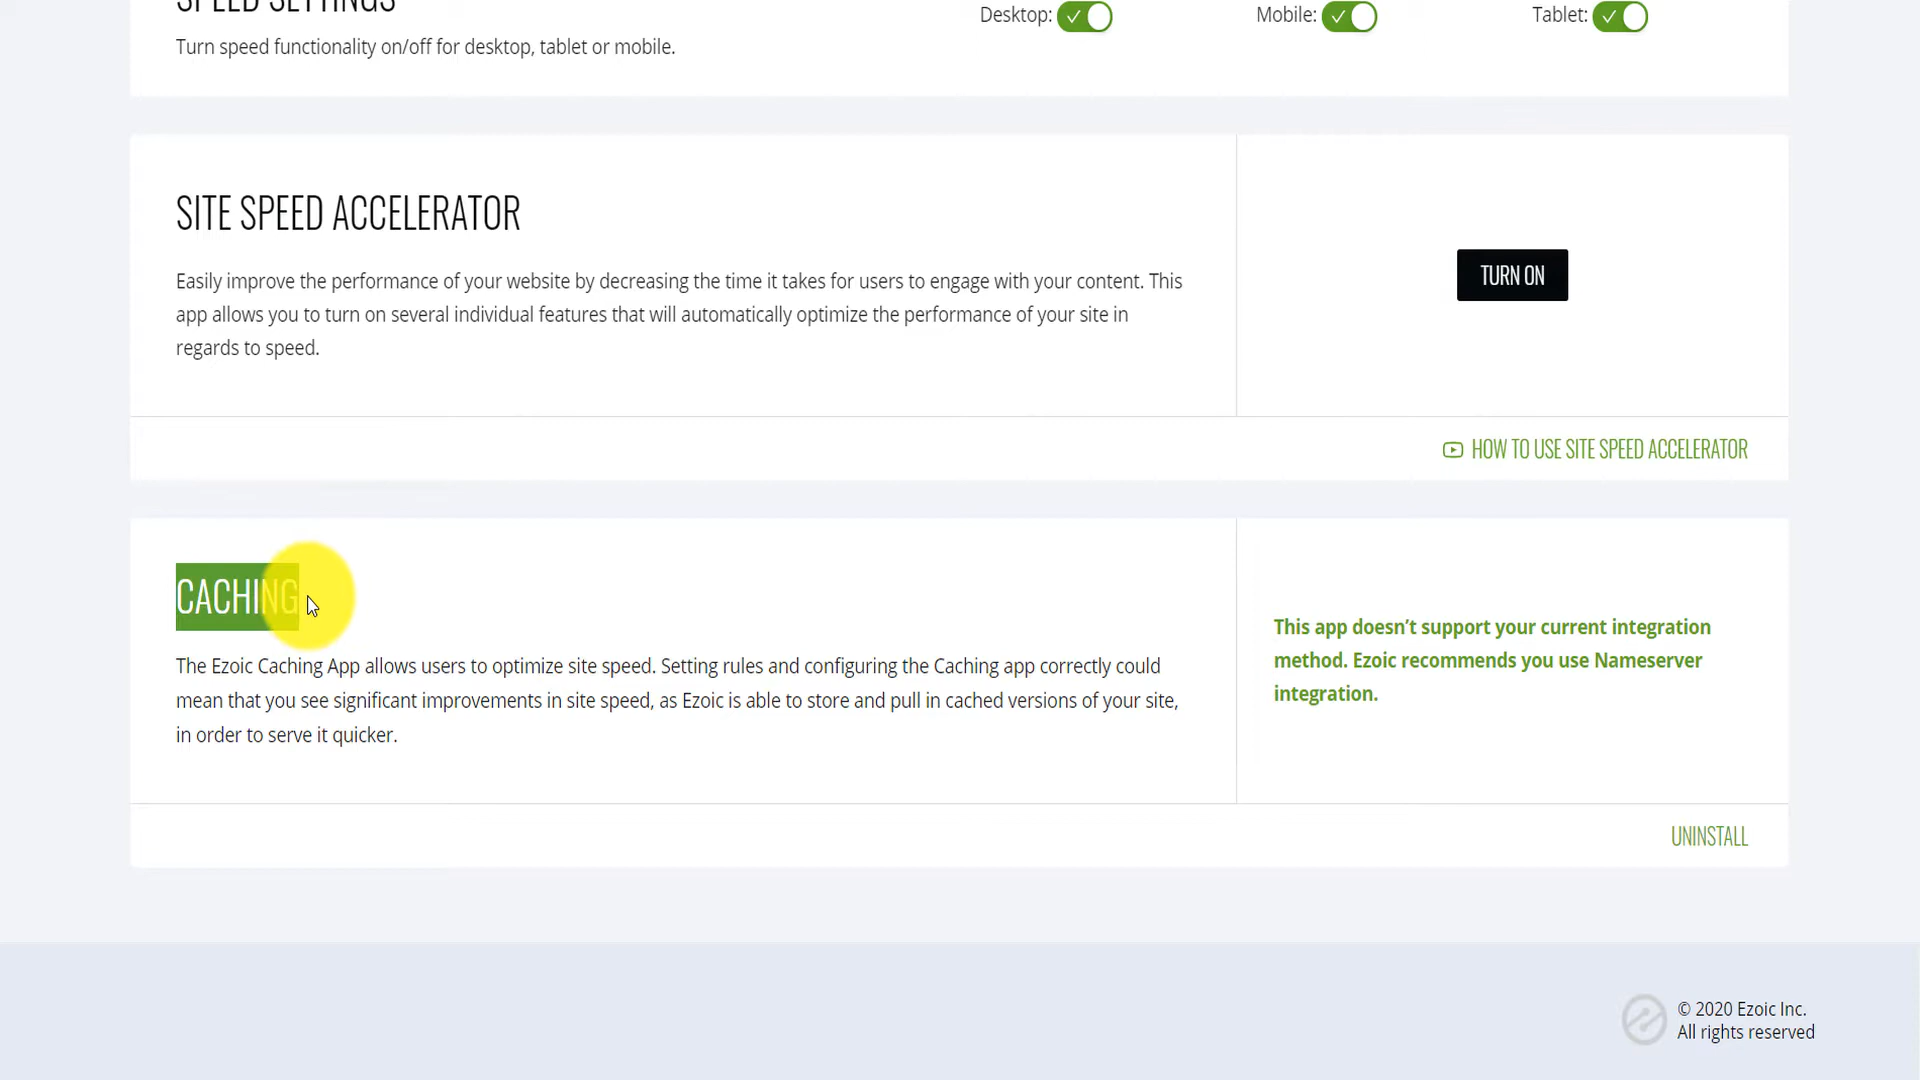 SPEED SETTINGS
Desktop:
Mobile:
Tablet:
Turn speed functionality on/off for desktop, tablet or mobile.
SITE SPEED ACCELERATOR
Easily improve the performance of your website by decreasing the time it takes for users to engage with your content. This
app allows you to turn on several individual features that will automatically optimize the performance of your site in
regards to speed.
TURN ON
HOW TO USE SITE SPEED ACCELERATOR
CACHING
The Ezoic Caching App allows users to optimize site speed. Setting rules and configuring the Caching app correctly could
mean that you see significant improvements in site speed, as Ezoic is able to store and pull in cached versions of your site,
in order to serve it quicker.
This app doesn’t support your current integration
method. Ezoic recommends you use Nameserver
integration.
UNINSTALL
© 2020 Ezoic Inc.
All rights reserved